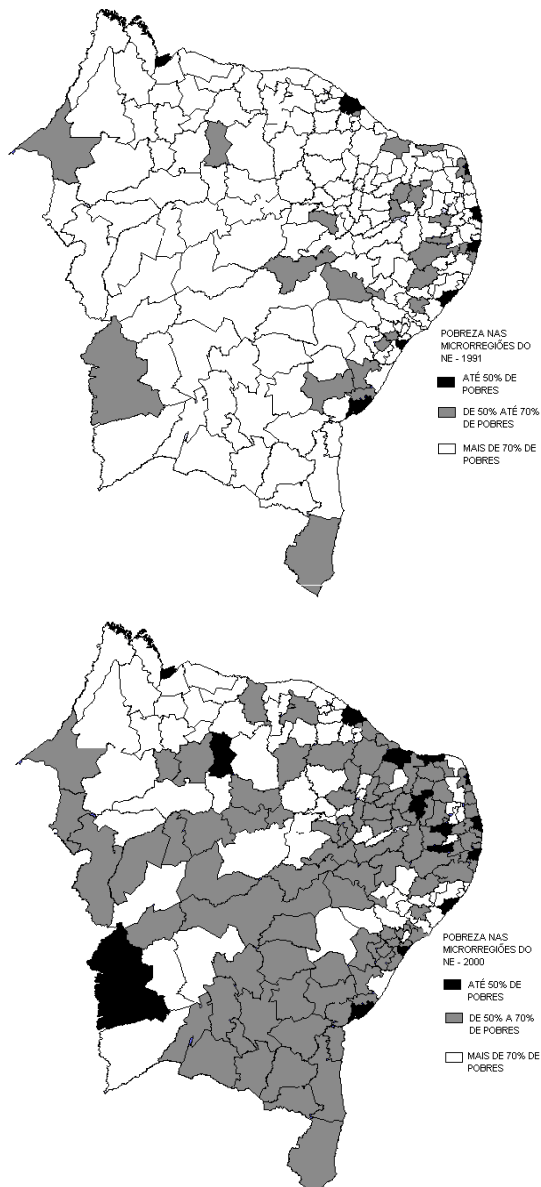 POBREZA NAS
MICRORREGIÕES DO
NE - 1991
ATÉ 50% DE
POBRES
DE 50% ATÉ 70%
DE POBRES
MAIS DE 70% DE
POBRES
POBREZA NAS
MICRORREGIÕES DO
NE - 2000
ATÉ 50% DE
POBRES
DE 50% A 70%
DE POBRES
MAIS DE 70% DE
POBRES